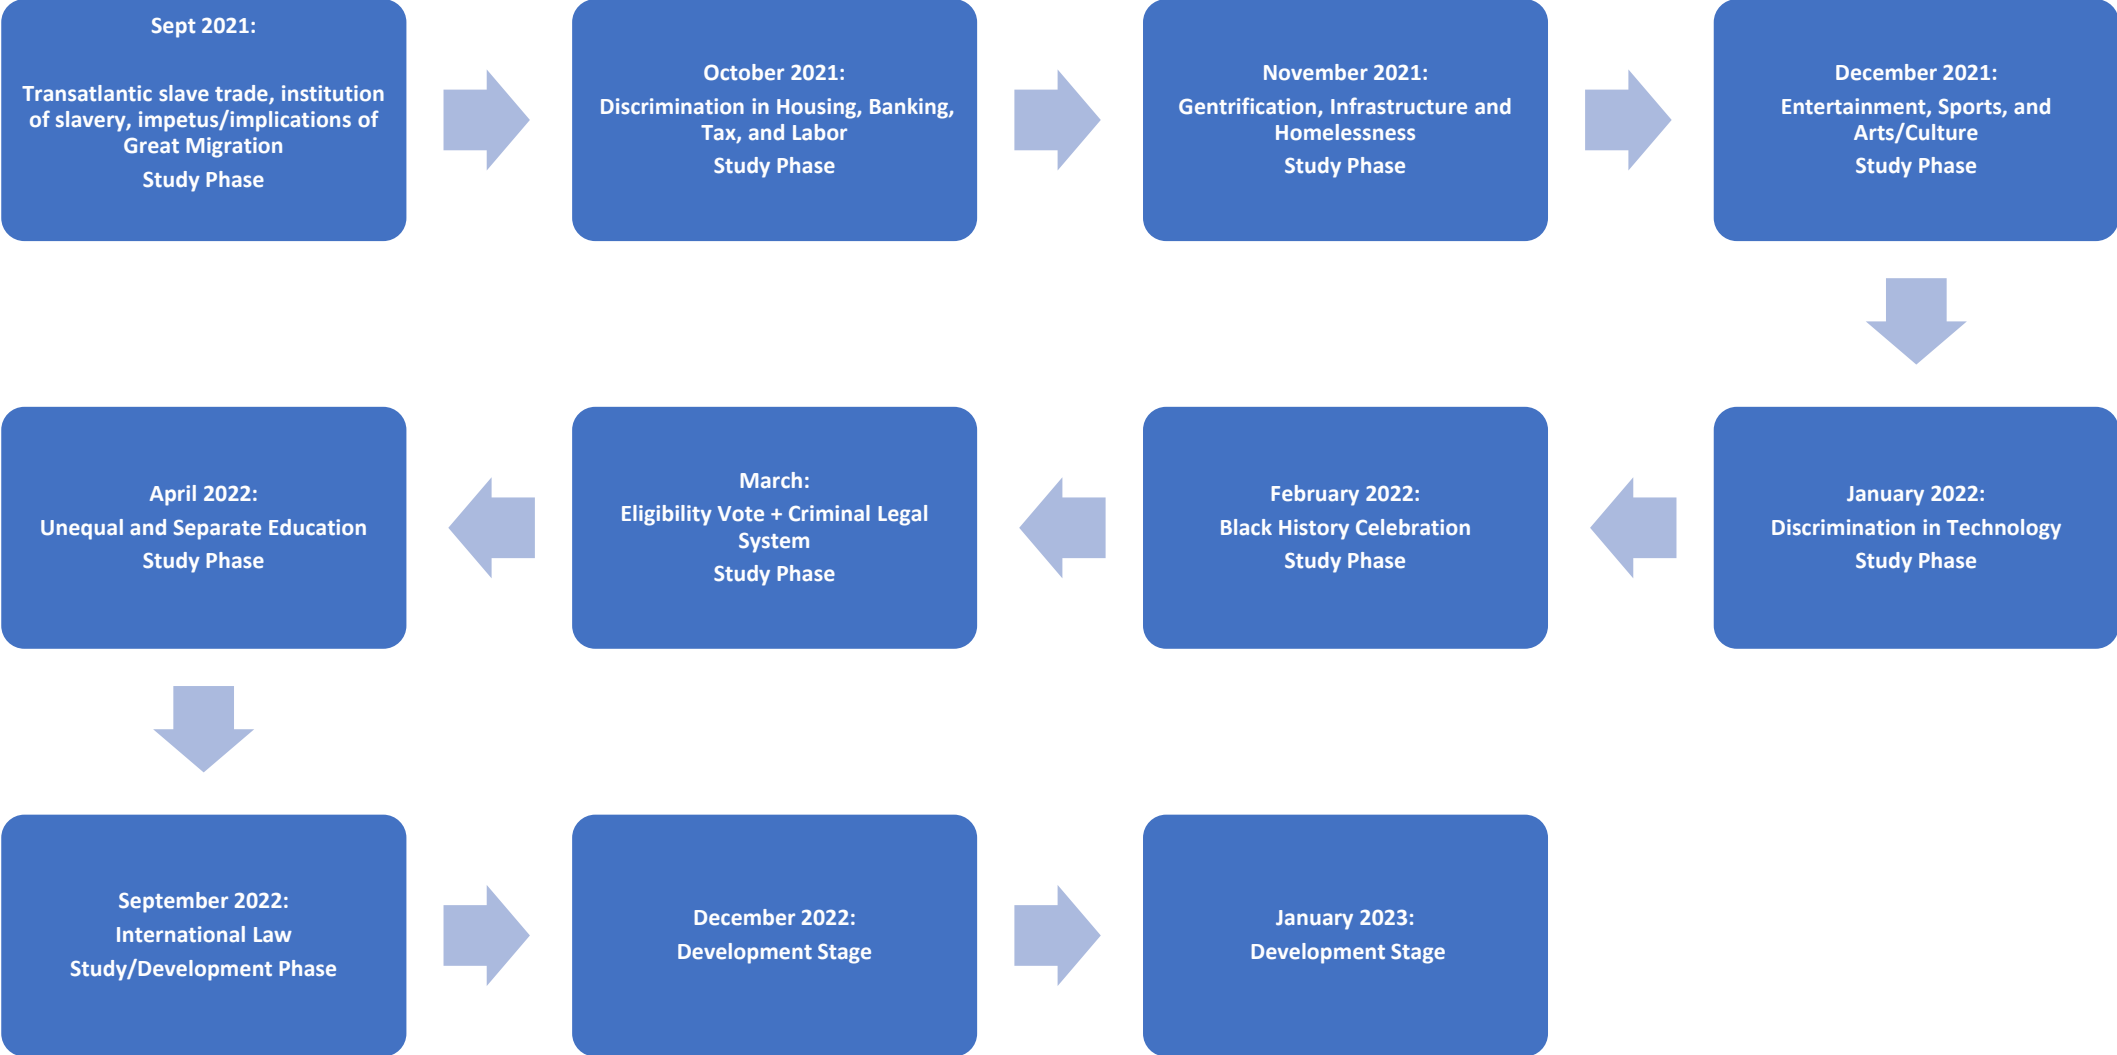 Sept 2021:
Transatlantic slave trade, institution
of slavery, impetus/implications of
Great Migration
Study Phase
October 2021:
Discrimination in Housing, Banking,
Tax, and Labor
Study Phase
November 2021:
Gentrification, Infrastructure and
Homelessness
Study Phase
December 2021:
Entertainment, Sports, and
Arts/Culture
Study Phase
January 2022:
Discrimination in Technology
Study Phase
February 2022:
Black History Celebration
Study Phase
March:
Eligibility Vote + Criminal Legal
System
Study Phase
April 2022:
Unequal and Separate Education
Study Phase
September 2022:
International Law
Study/Development Phase
December 2022:
Development Stage
January 2023:
Development Stage